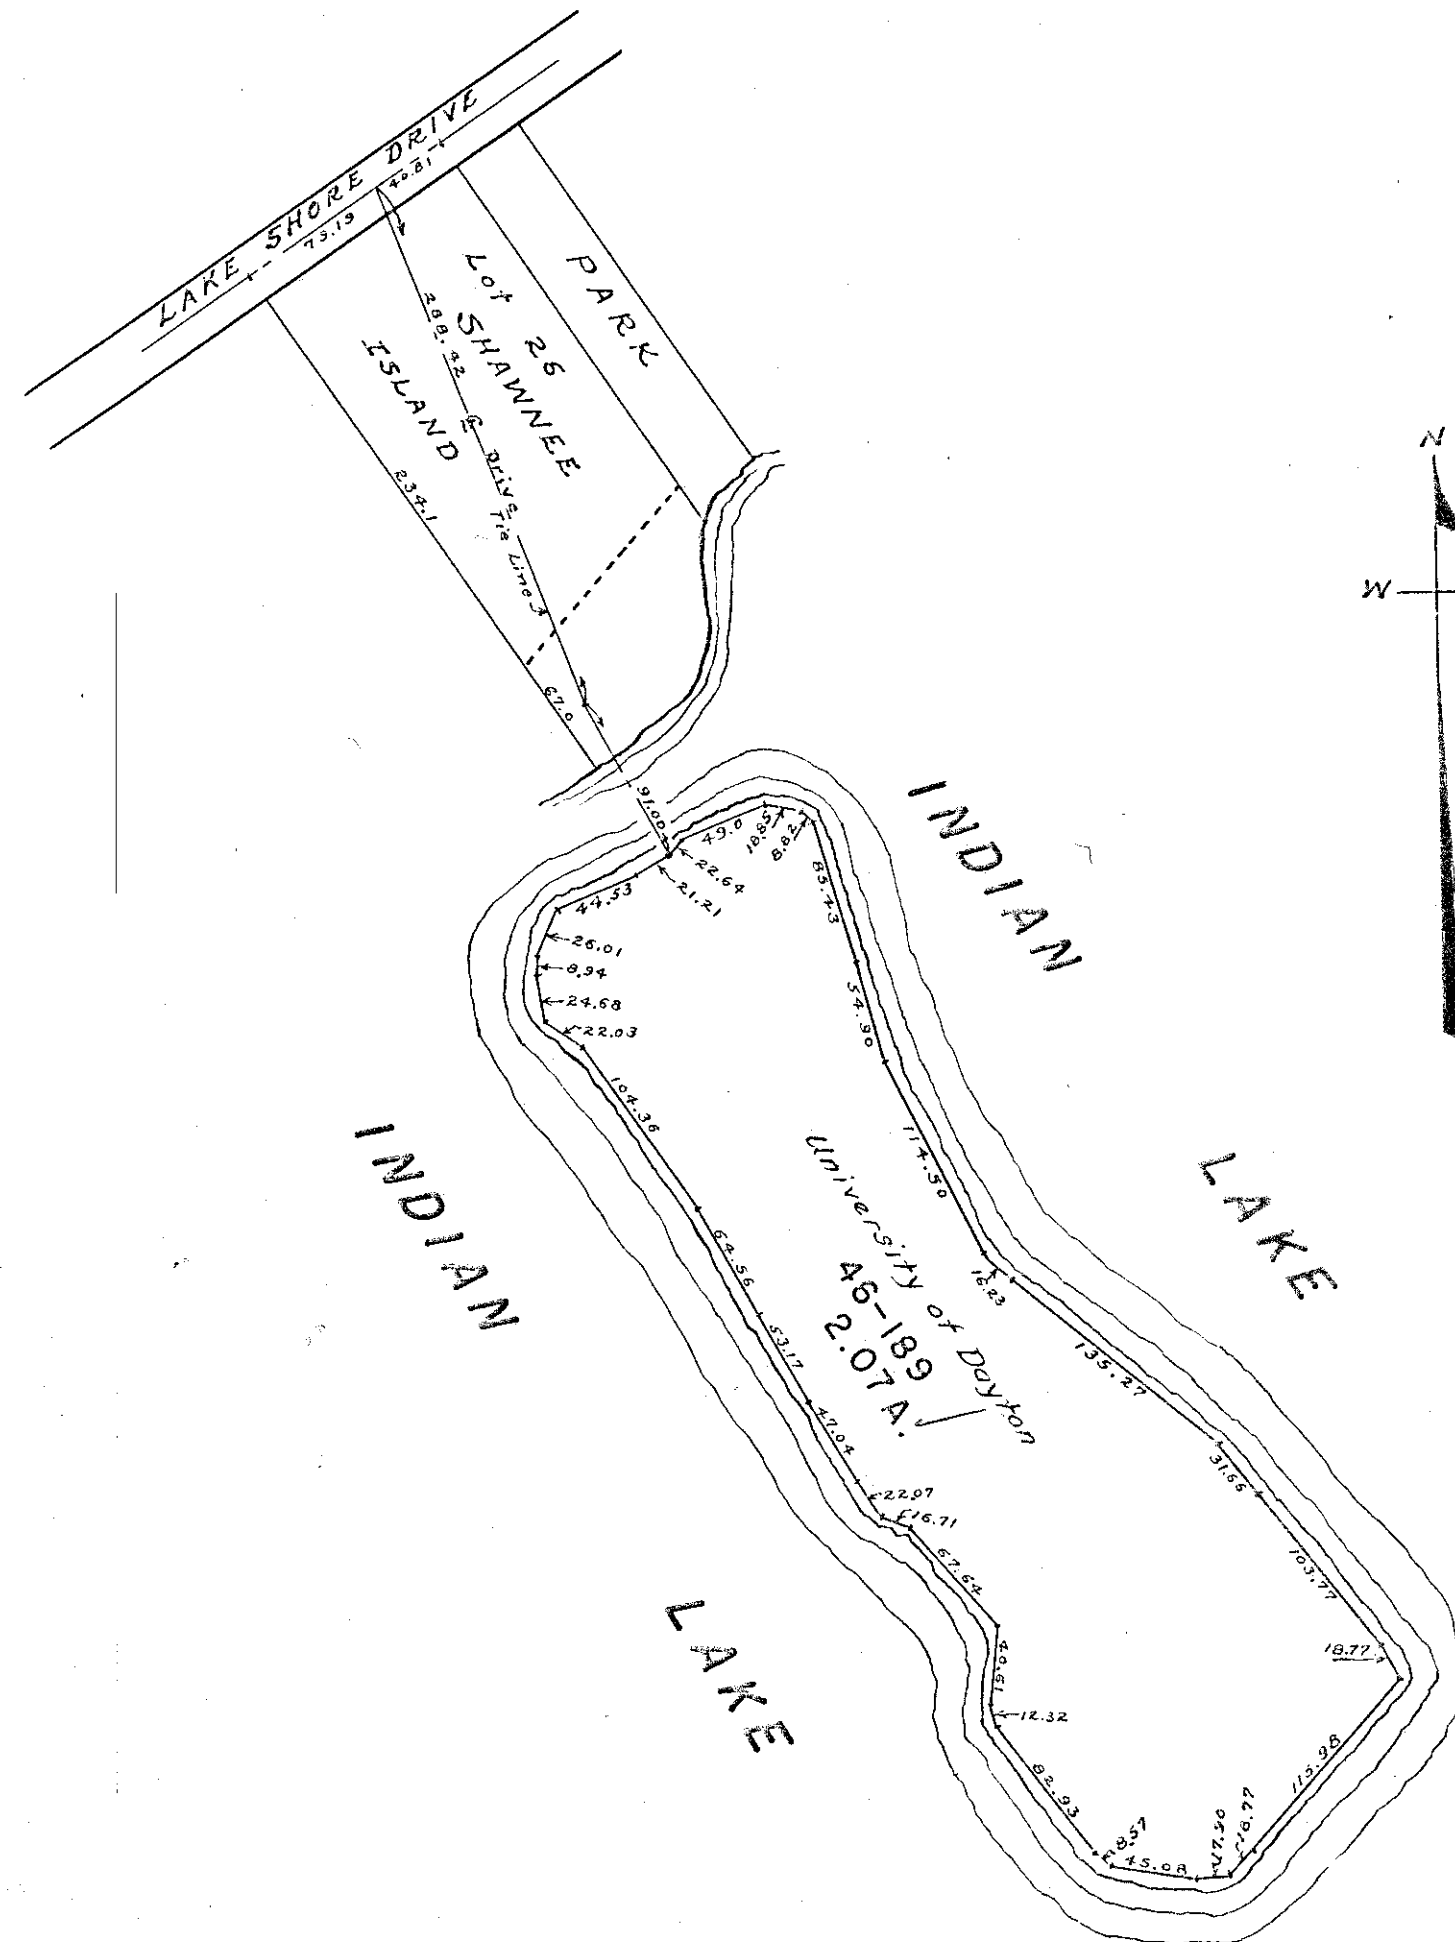 LAKE SHORE DRIVE
40.81
79.19
PARK
Lot 26
SHAWNEE
ISLAND
288.42 ℄ Drive
Tie Line
234.1
67.0
91.00
N
W
49.0
18.85
8.82
22.64
21.21
44.53
26.01
8.94
24.68
22.03
85.43
54.90
114.50
16.23
135.27
31.66
103.77
18.77
115.98
18.77
17.90
45.08
8.57
82.93
12.32
40.61
67.64
16.71
22.07
47.04
53.17
64.56
104.36
INDIAN
LAKE
INDIAN
LAKE
University of Dayton
46-189
2.07 A.